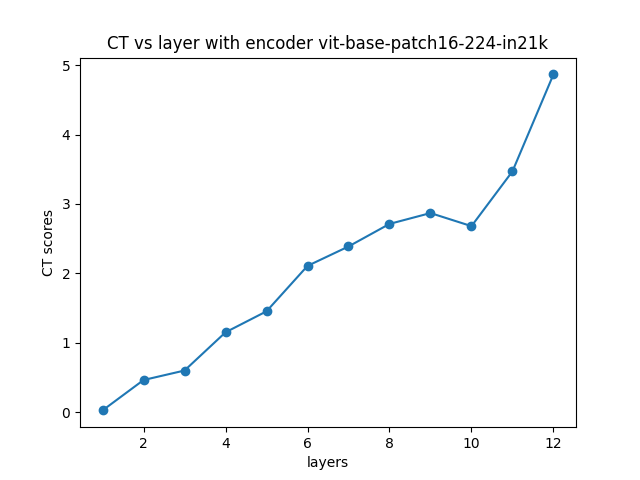 CT vs layer with encoder vit-base-patch16-224-in21k
5
4
3
2
1
0
CT scores
2 4 6 8 10 12
layers